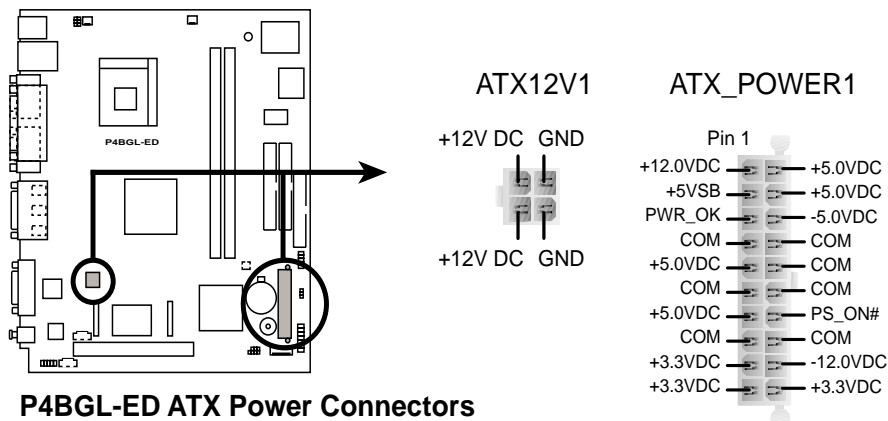 P4BGL-ED
ATX12V1
+12V DC GND
+12V DC GND
ATX_POWER1
Pin 1
+12.0VDC +5.0VDC
+5VSB +5.0VDC
PWR_OK -5.0VDC
COM COM
+5.0VDC COM
COM COM
+5.0VDC PS_ON#
COM COM
+3.3VDC -12.0VDC
+3.3VDC +3.3VDC
P4BGL-ED ATX Power Connectors